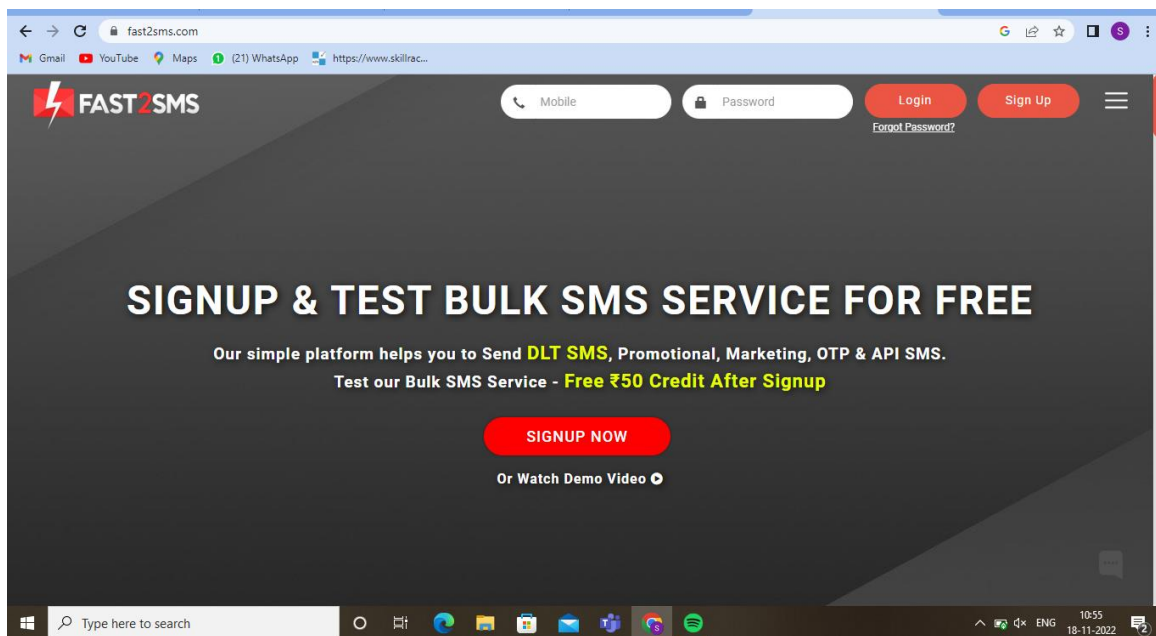 fast2sms.com
G
S
Gmail YouTube Maps (21) WhatsApp https://www.skillrac...
FAST2SMS
Mobile Password Login Sign Up
Forgot Password?
SIGNUP & TEST BULK SMS SERVICE FOR FREE
Our simple platform helps you to Send DLT SMS, Promotional, Marketing, OTP & API SMS.
Test our Bulk SMS Service - Free ₹50 Credit After Signup
SIGNUP NOW
Or Watch Demo Video
Type here to search
ENG
10:55
18-11-2022
2